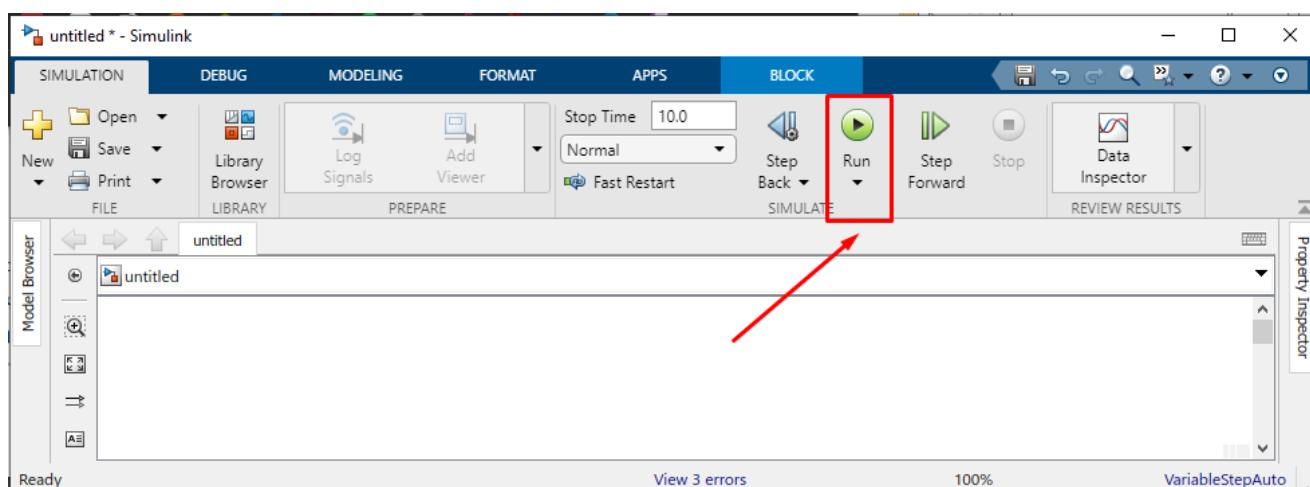 untitled * - Simulink
SIMULATION DEBUG MODELING FORMAT APPS BLOCK
New
Open
Save
Print
FILE
Library
Browser
LIBRARY
Log
Signals
Add
Viewer
PREPARE
Stop Time 10.0
Normal
Fast Restart
Step
Back
Run
Step
Forward
Stop
SIMULATE
Data
Inspector
REVIEW RESULTS
Model Browser
untitled
untitled
Property Inspector
Ready View 3 errors 100% VariableStepAuto